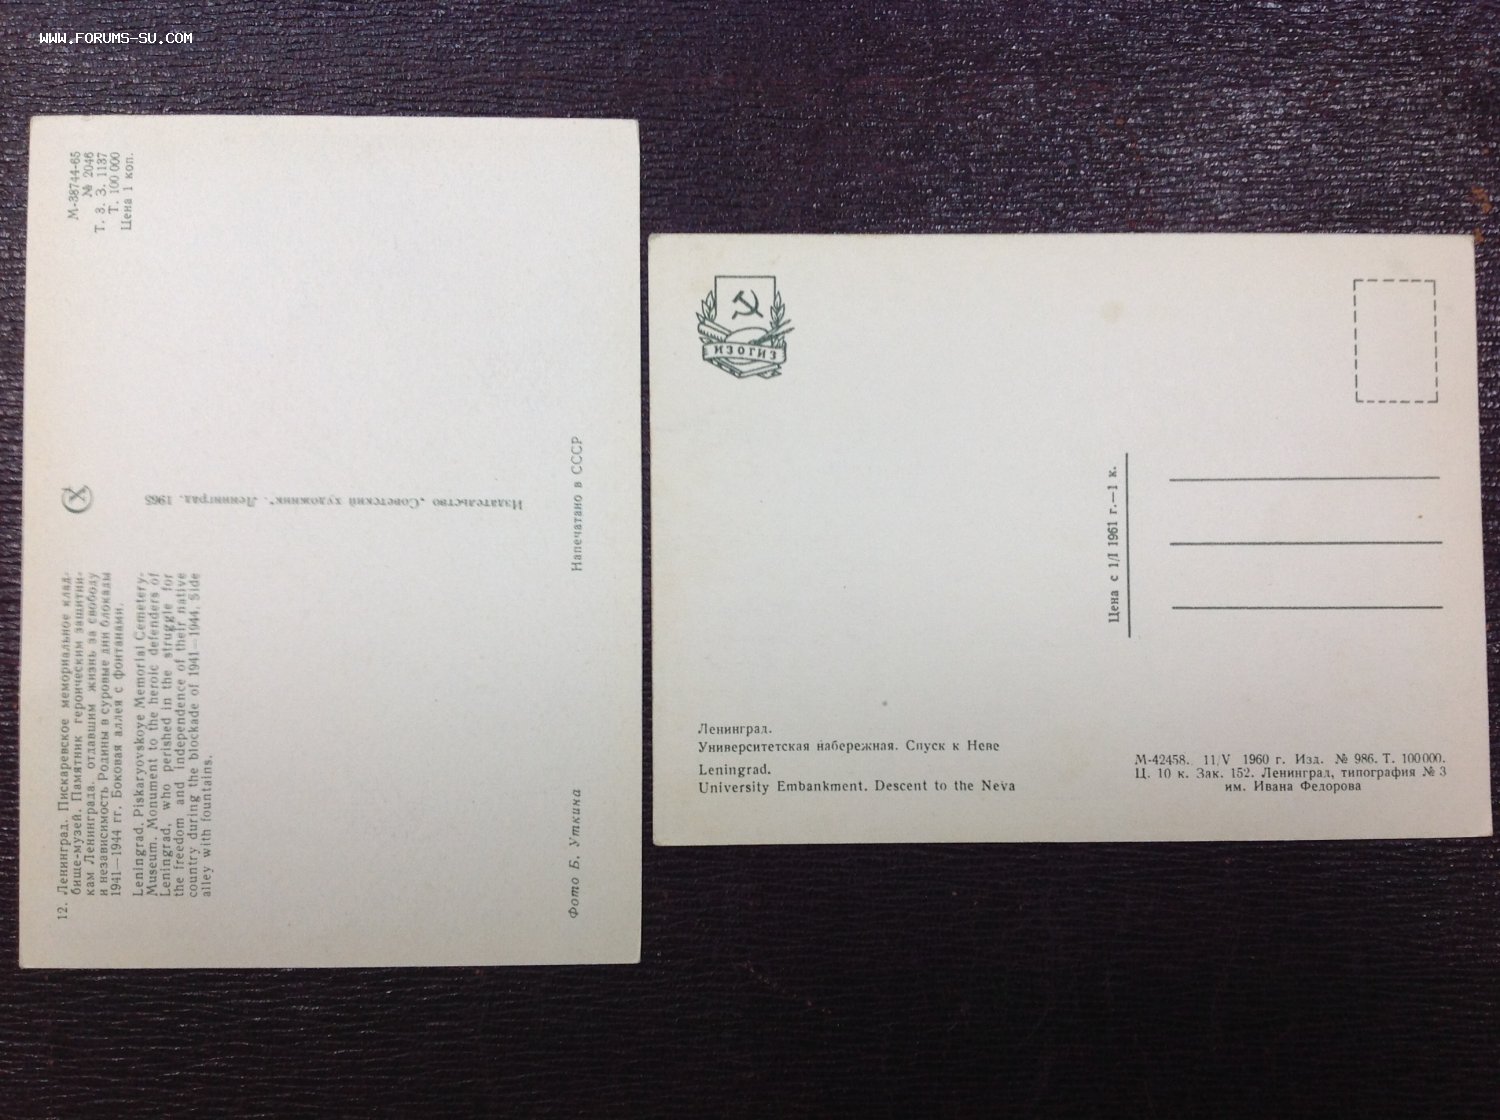 WWW.FORUMS-SU.COM
М-38744-65
№ 2046
Т. З. З. 1137
Т. 100 000
Цена 1 коп.
Издательство „Советский художник“. Ленинград. 1965
12. Ленинград. Пискаревское мемориальное клад-
бище-музей. Памятник героическим защитни-
кам Ленинграда, отдавшим жизнь за свободу
и независимость Родины в суровые дни блокады
1941—1944 гг. Боковая аллея с фонтанами.
Leningrad. Piskaryovskoye Memorial Cemetery-
Museum. Monument to the heroic defenders of
Leningrad, who perished in the struggle for
the freedom and independence of their native
country during the blockade of 1941—1944. Side
alley with fountains.
Фото Б. Уткина
Напечатано в СССР
ИЗОГИЗ
Цена с 1/I 1961 г.—1 к.
Ленинград.
Университетская набережная. Спуск к Неве
Leningrad.
University Embankment. Descent to the Neva
М-42458. 11/V 1960 г. Изд. № 986. Т. 100 000.
Ц. 10 к. Зак. 152. Ленинград, типография № 3
им. Ивана Федорова